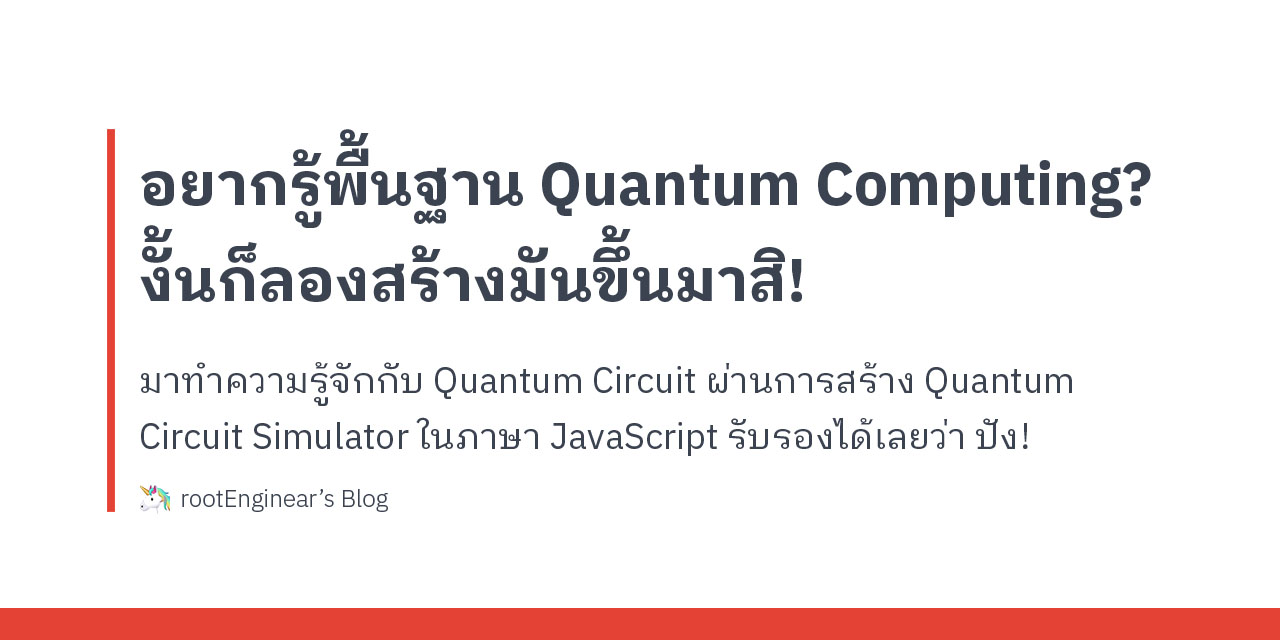 อยากรู้พื้นฐาน Quantum Computing?
งั้นก็ลองสร้างมันขึ้นมาสิ!
มาทำความรู้จักกับ Quantum Circuit ผ่านการสร้าง Quantum
Circuit Simulator ในภาษา JavaScript รับรองได้เลยว่า ปัง!
🦄 rootEnginear’s Blog